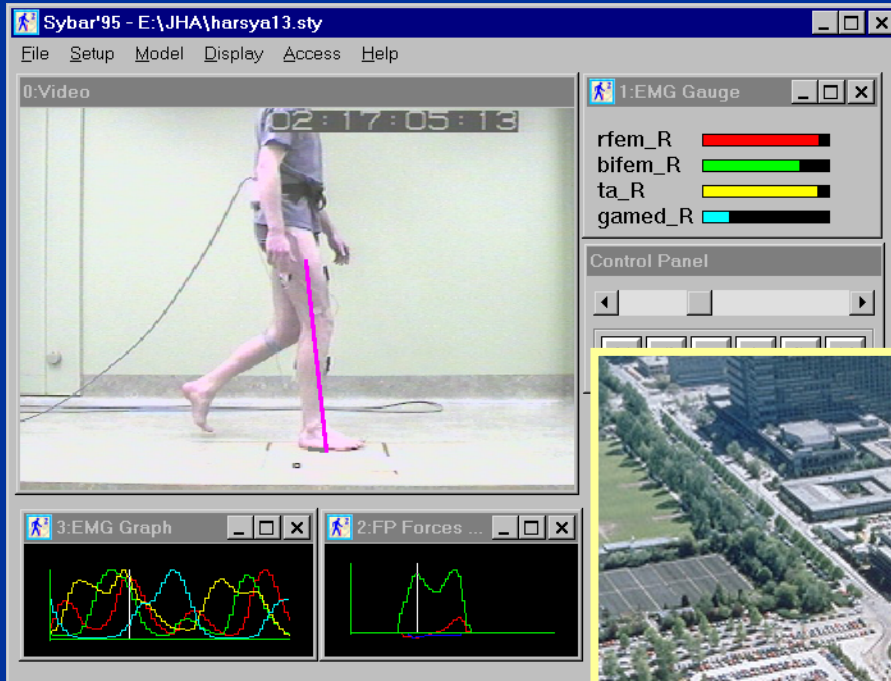 Sybar'95 - E:\JHA\harsya13.sty
File Setup Model Display Access Help
0:Video
02:17:05:13
1:EMG Gauge
rfem_R
bifem_R
ta_R
gamed_R
Control Panel
3:EMG Graph
2:FP Forces ...